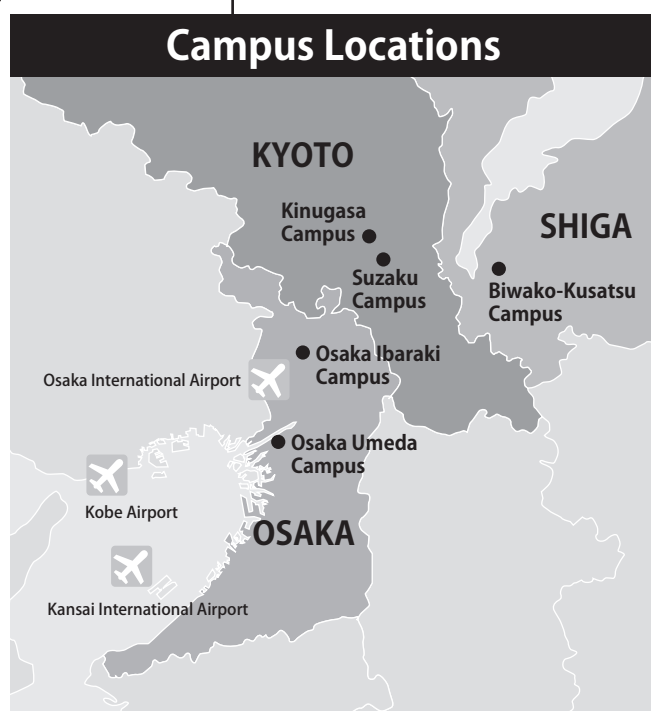 Campus Locations
KYOTO
Kinugasa
Campus
SHIGA
Suzaku
Campus
Biwako-Kusatsu
Campus
Osaka Ibaraki
Campus
Osaka International Airport
Osaka Umeda
Campus
Kobe Airport
OSAKA
Kansai International Airport